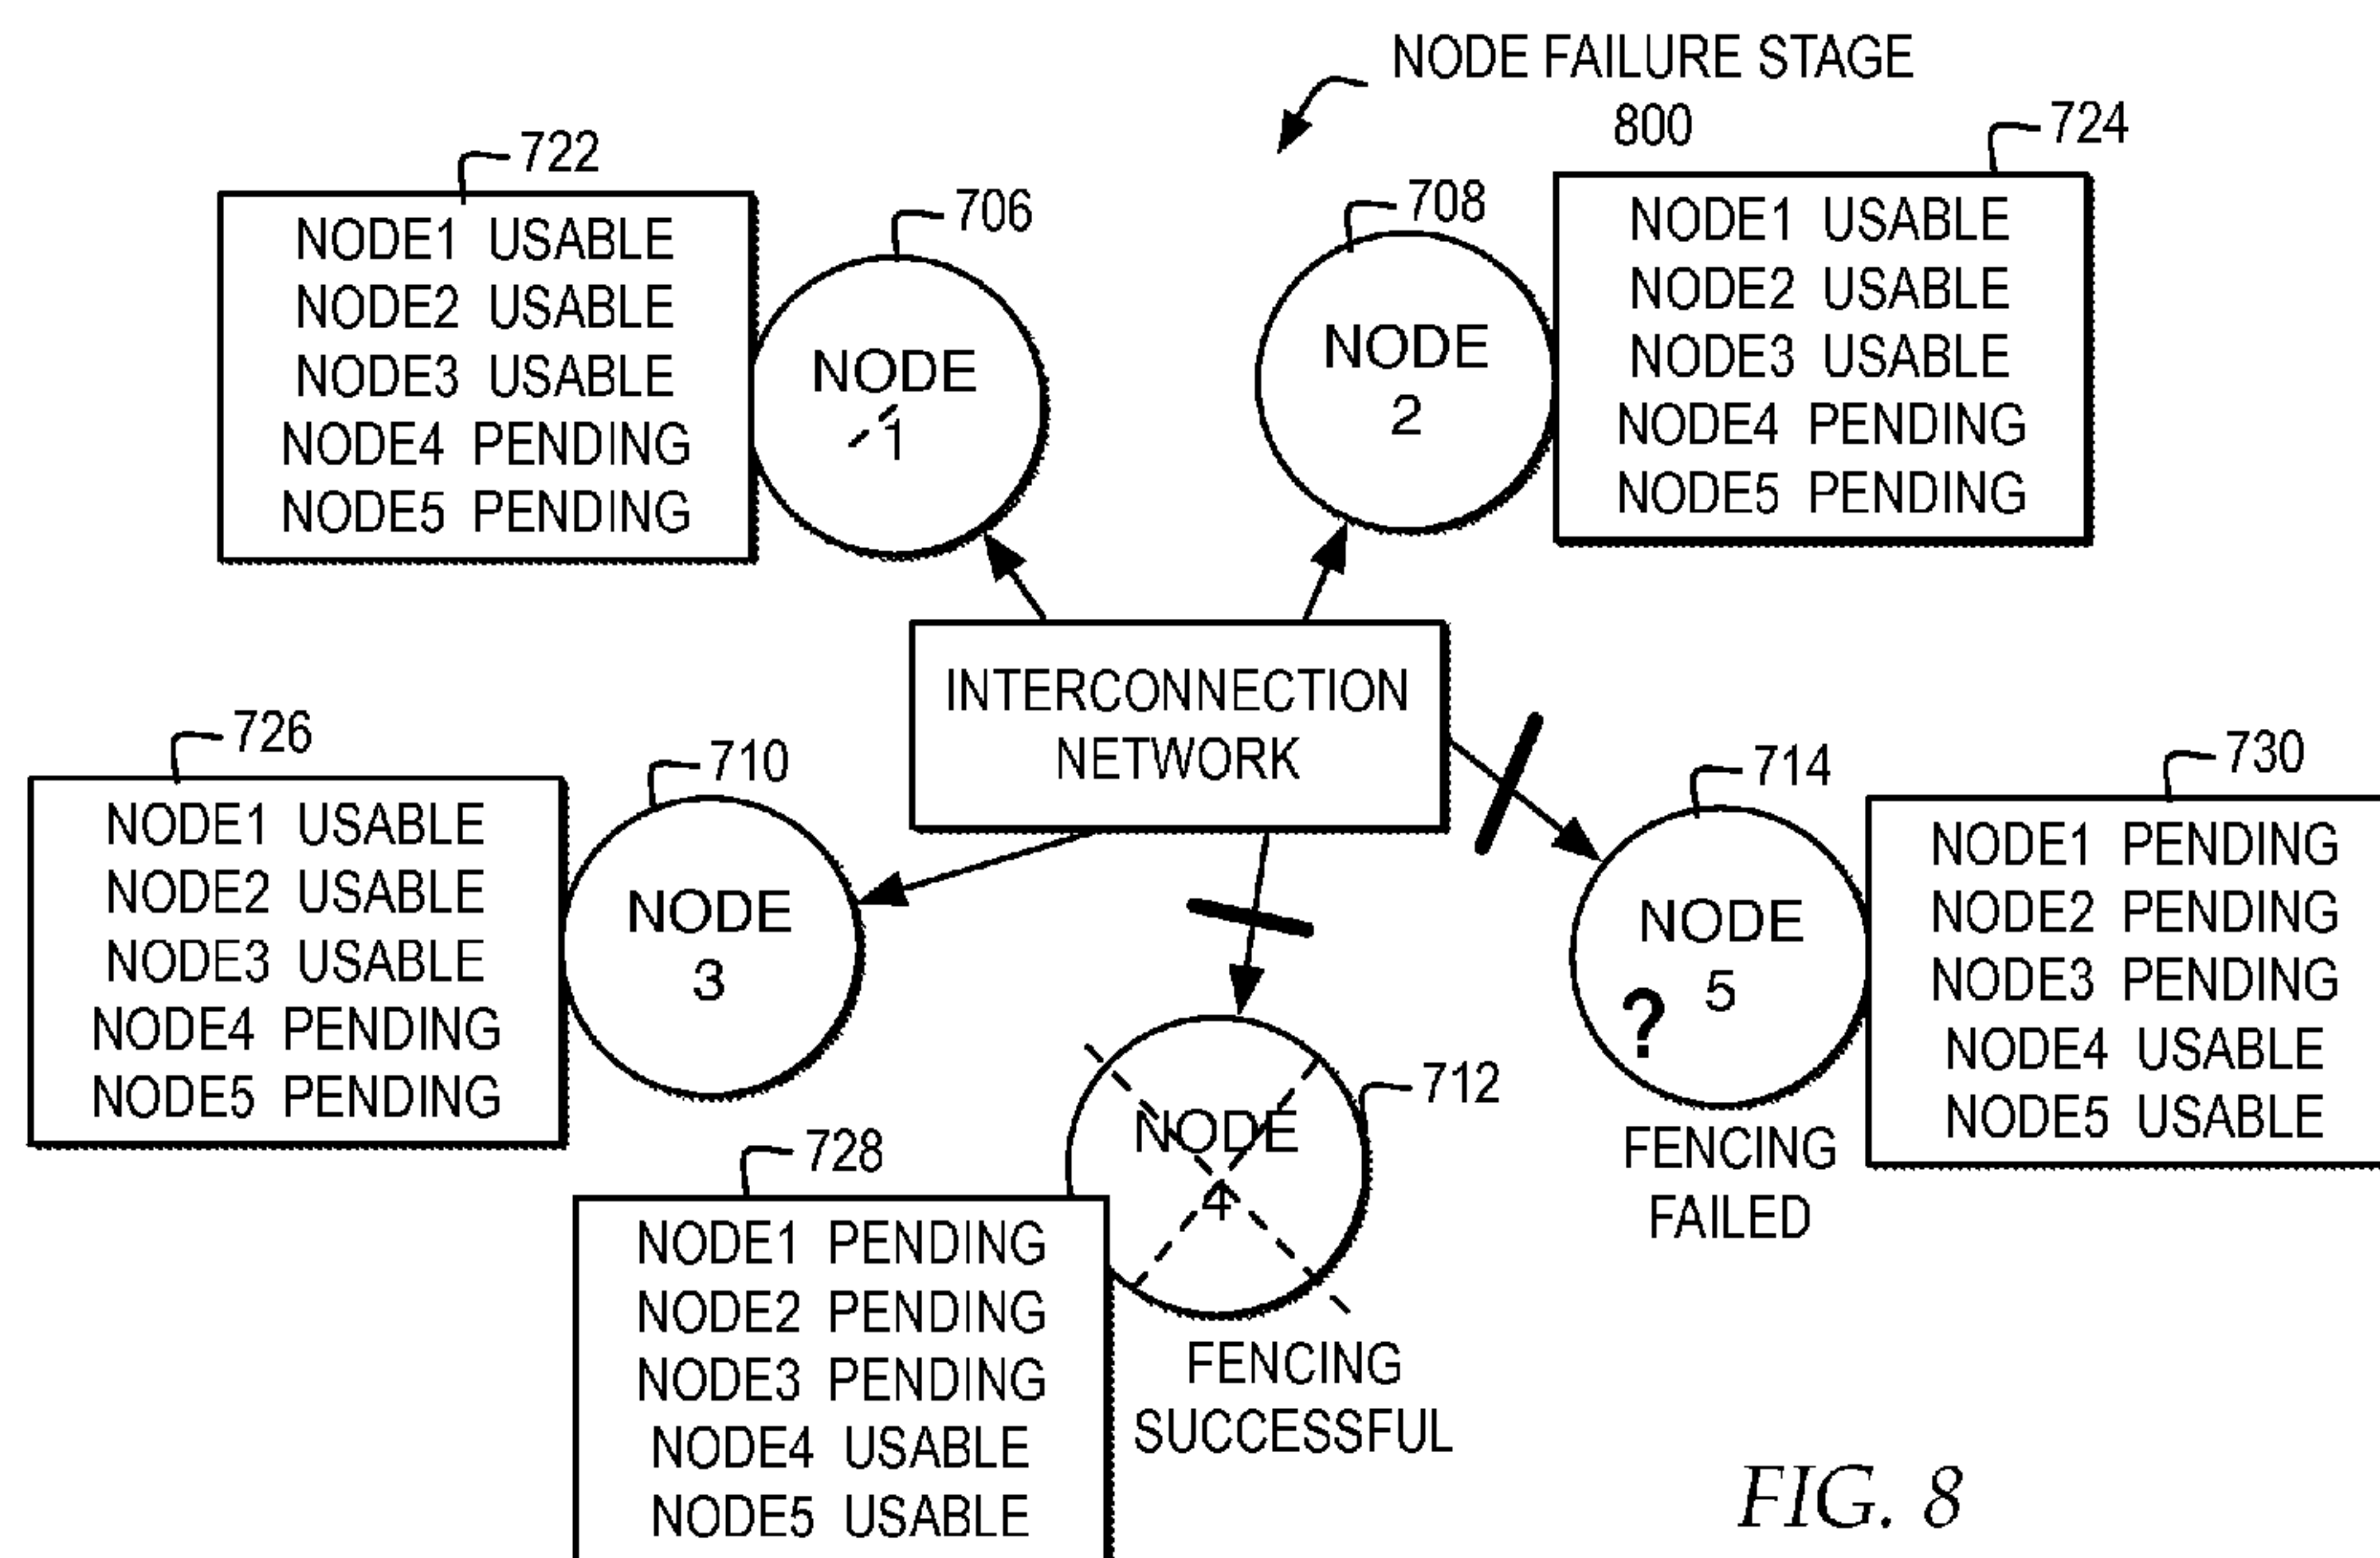 NODE FAILURE STAGE
800
722
NODE1 USABLE
NODE2 USABLE
NODE3 USABLE
NODE4 PENDING
NODE5 PENDING
706
NODE
1
708
NODE
2
724
NODE1 USABLE
NODE2 USABLE
NODE3 USABLE
NODE4 PENDING
NODE5 PENDING
INTERCONNECTION
NETWORK
726
NODE1 USABLE
NODE2 USABLE
NODE3 USABLE
NODE4 PENDING
NODE5 PENDING
710
NODE
3
714
NODE
5
?
FENCING
FAILED
730
NODE1 PENDING
NODE2 PENDING
NODE3 PENDING
NODE4 USABLE
NODE5 USABLE
712
NODE
4
FENCING
SUCCESSFUL
728
NODE1 PENDING
NODE2 PENDING
NODE3 PENDING
NODE4 USABLE
NODE5 USABLE
FIG. 8